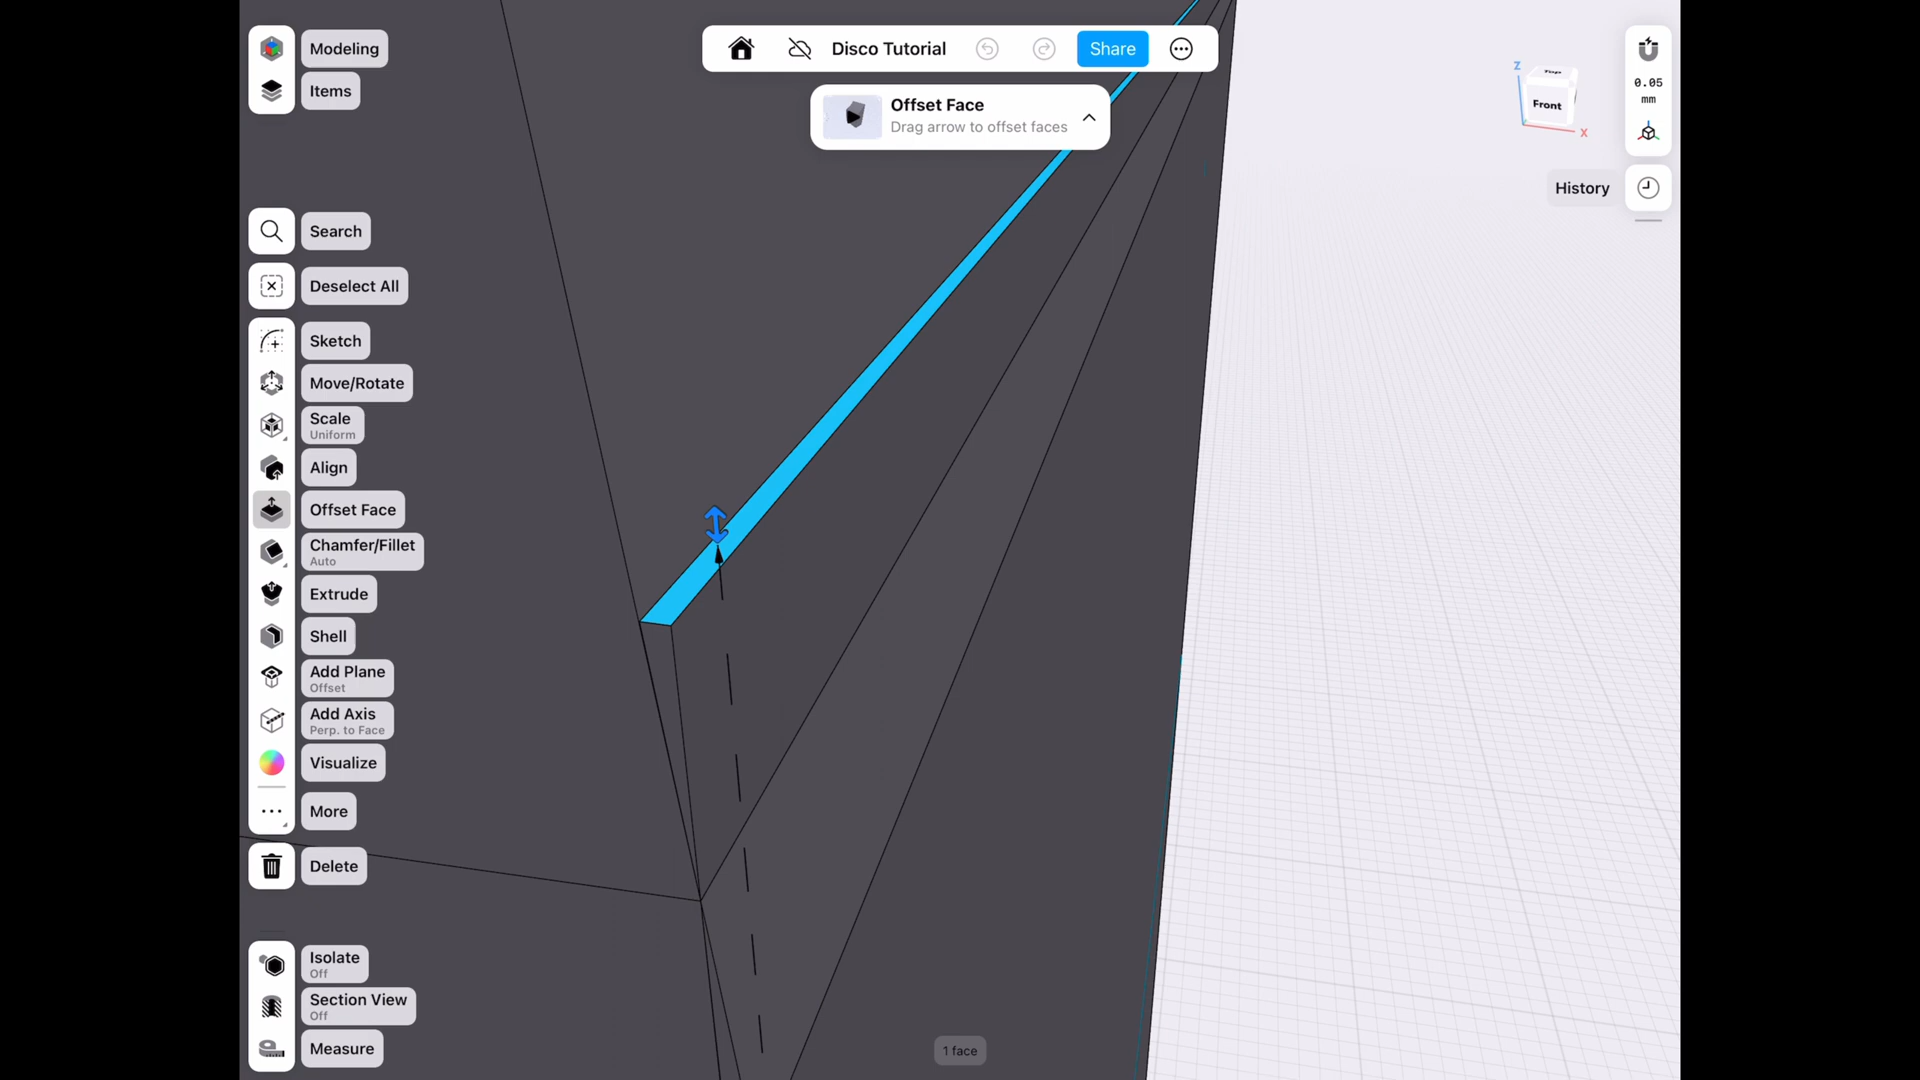 Modeling
Items
Disco Tutorial
Share
Offset Face
Drag arrow to offset faces
Z
Top
Front
X
0.05
mm
History
Search
Deselect All
Sketch
Move/Rotate
Scale
Uniform
Align
Offset Face
Chamfer/Fillet
Auto
Extrude
Shell
Add Plane
Offset
Add Axis
Perp. to Face
Visualize
More
Delete
Isolate
Off
Section View
Off
Measure
1 face